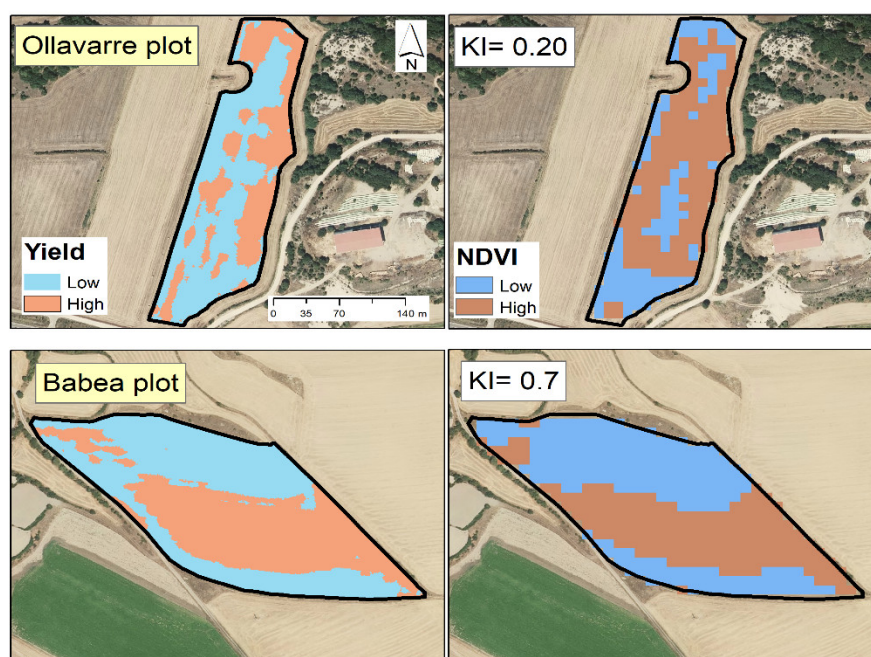 Ollavarre plot
N
KI= 0.20
Yield
Low
High
0 35 70 140 m
NDVI
Low
High
Babea plot
KI= 0.7